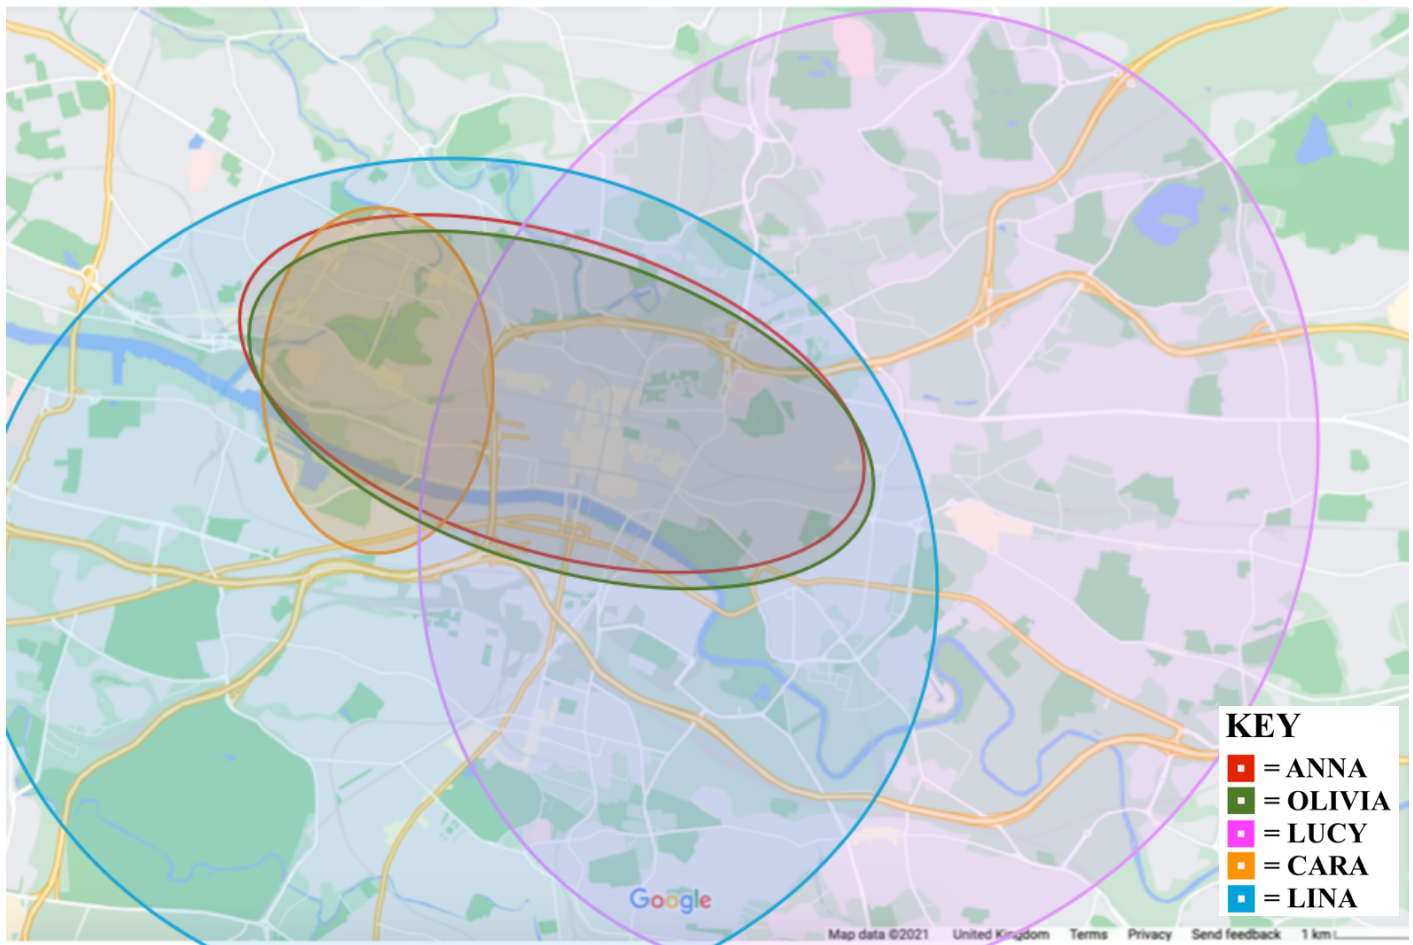 KEY
= ANNA
= OLIVIA
= LUCY
= CARA
= LINA
Google
Map data ©2021 United Kingdom Terms Privacy Send feedback 1 km